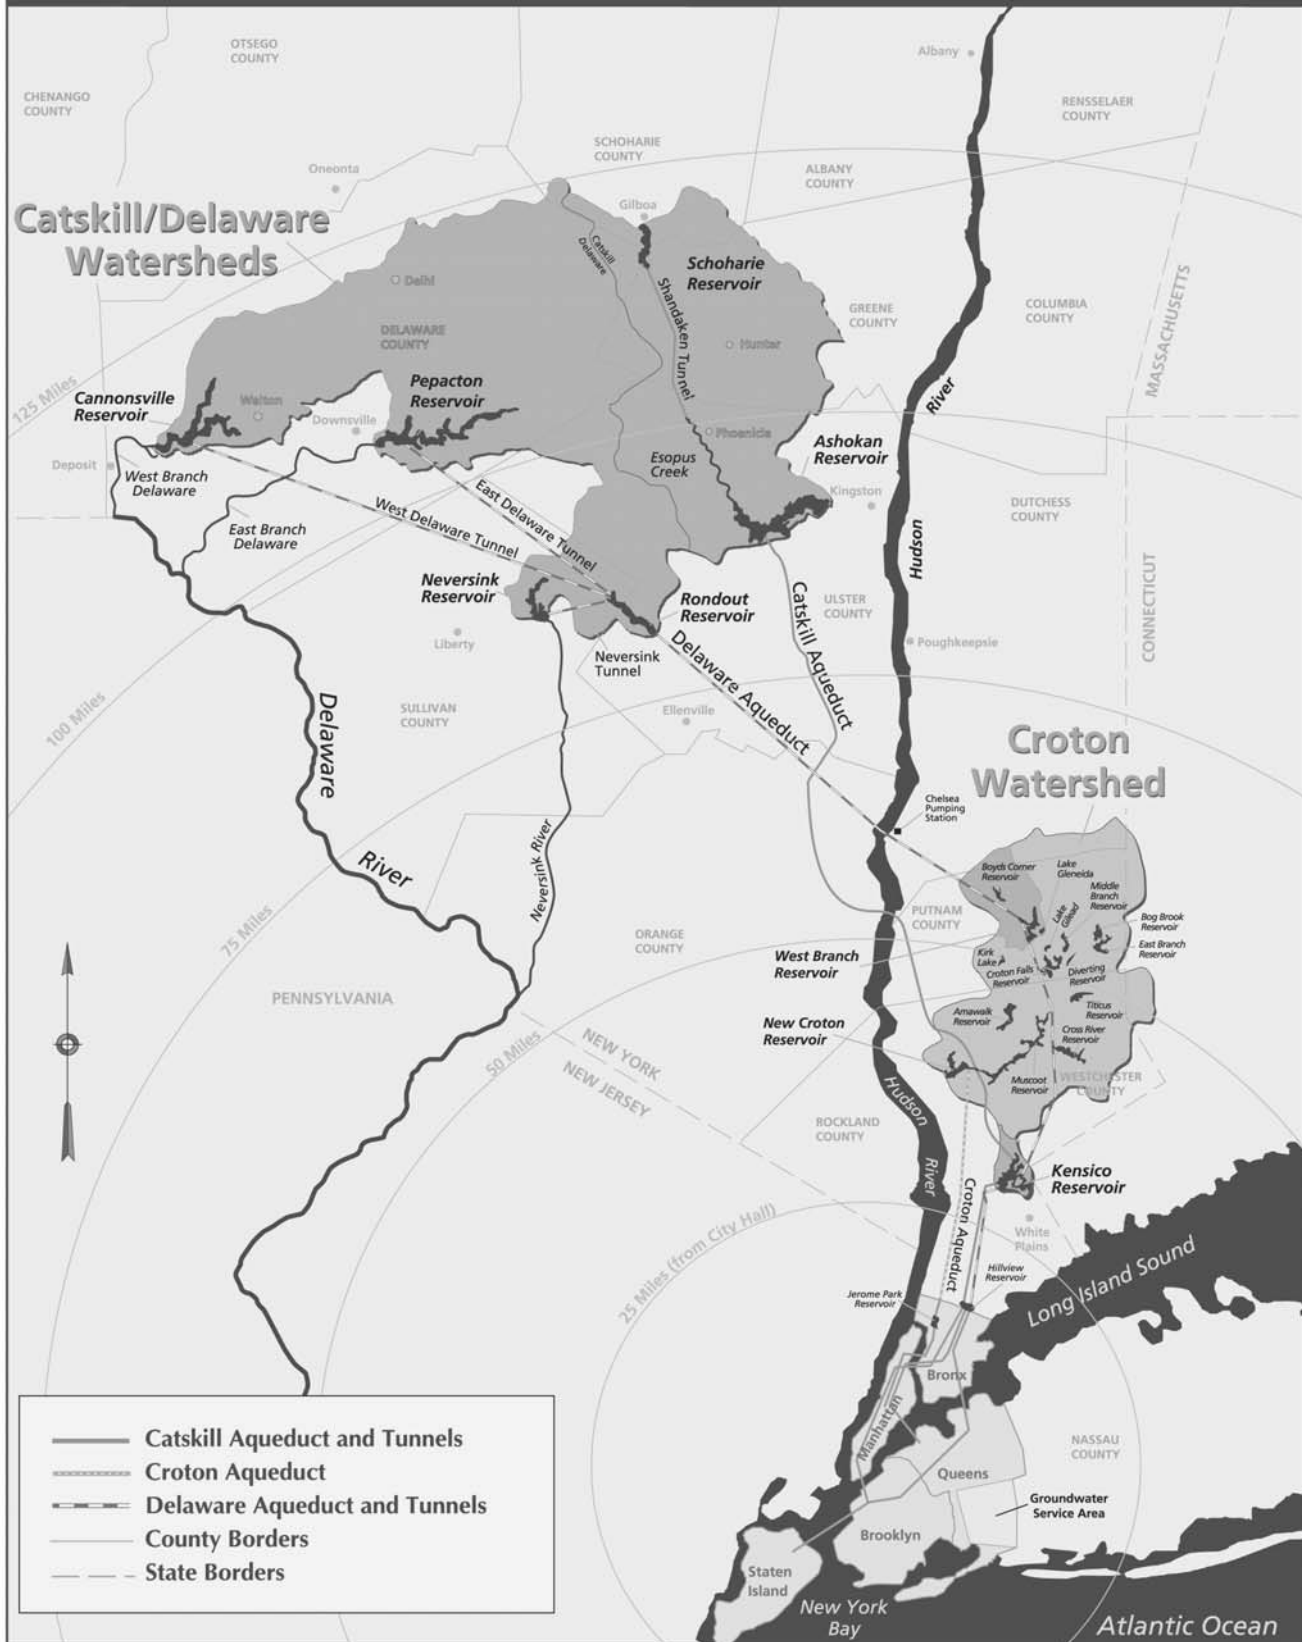 OTSEGO
COUNTY
Albany
CHENANGO
COUNTY
RENSSELAER
COUNTY
SCHOHARIE
COUNTY
ALBANY
COUNTY
Oneonta
Catskill/Delaware
Watersheds
Gilboa
Catskill
Delaware
Schoharie
Reservoir
Delhi
Shandaken Tunnel
GREENE
COUNTY
COLUMBIA
COUNTY
MASSACHUSETTS
DELAWARE
COUNTY
Hunter
125 Miles
Cannonsville
Reservoir
Walton
Pepacton
Reservoir
Downsville
River
Phoenicia
Ashokan
Reservoir
Deposit
West Branch
Delaware
Esopus
Creek
Kingston
East Branch
Delaware
West Delaware Tunnel
East Delaware Tunnel
DUTCHESS
COUNTY
Hudson
Neversink
Reservoir
Rondout
Reservoir
Catskill Aqueduct
ULSTER
COUNTY
CONNECTICUT
Liberty
Neversink
Tunnel
Delaware Aqueduct
Poughkeepsie
100 Miles
Delaware
SULLIVAN
COUNTY
Ellenville
Croton
Watershed
Chelsea
Pumping
Station
River
Neversink River
Boyds Corner
Reservoir
Lake
Gleneida
Middle
Branch
Reservoir
Lake
Gilead
Bog Brook
Reservoir
East Branch
Reservoir
75 Miles
ORANGE
COUNTY
PUTNAM
COUNTY
West Branch
Reservoir
Kirk
Lake
Croton Falls
Reservoir
Diverting
Reservoir
PENNSYLVANIA
Amawalk
Reservoir
Titicus
Reservoir
New Croton
Reservoir
Cross River
Reservoir
50 Miles
NEW YORK
NEW JERSEY
Muscoot
Reservoir
WESTCHESTER
COUNTY
Hudson
River
ROCKLAND
COUNTY
Kensico
Reservoir
Croton Aqueduct
White
Plains
25 Miles (from City Hall)
Hillview
Reservoir
Long Island Sound
Jerome Park
Reservoir
Bronx
Manhattan
NASSAU
COUNTY
Queens
Groundwater
Service Area
Brooklyn
Staten
Island
New York
Bay
Atlantic Ocean
Catskill Aqueduct and Tunnels
Croton Aqueduct
Delaware Aqueduct and Tunnels
County Borders
State Borders